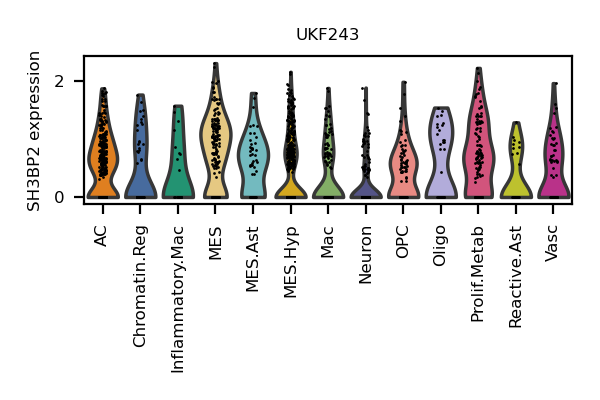 UKF243
SH3BP2 expression
2
0
AC
Chromatin.Reg
Inflammatory.Mac
MES
MES.Ast
MES.Hyp
Mac
Neuron
OPC
Oligo
Prolif.Metab
Reactive.Ast
Vasc